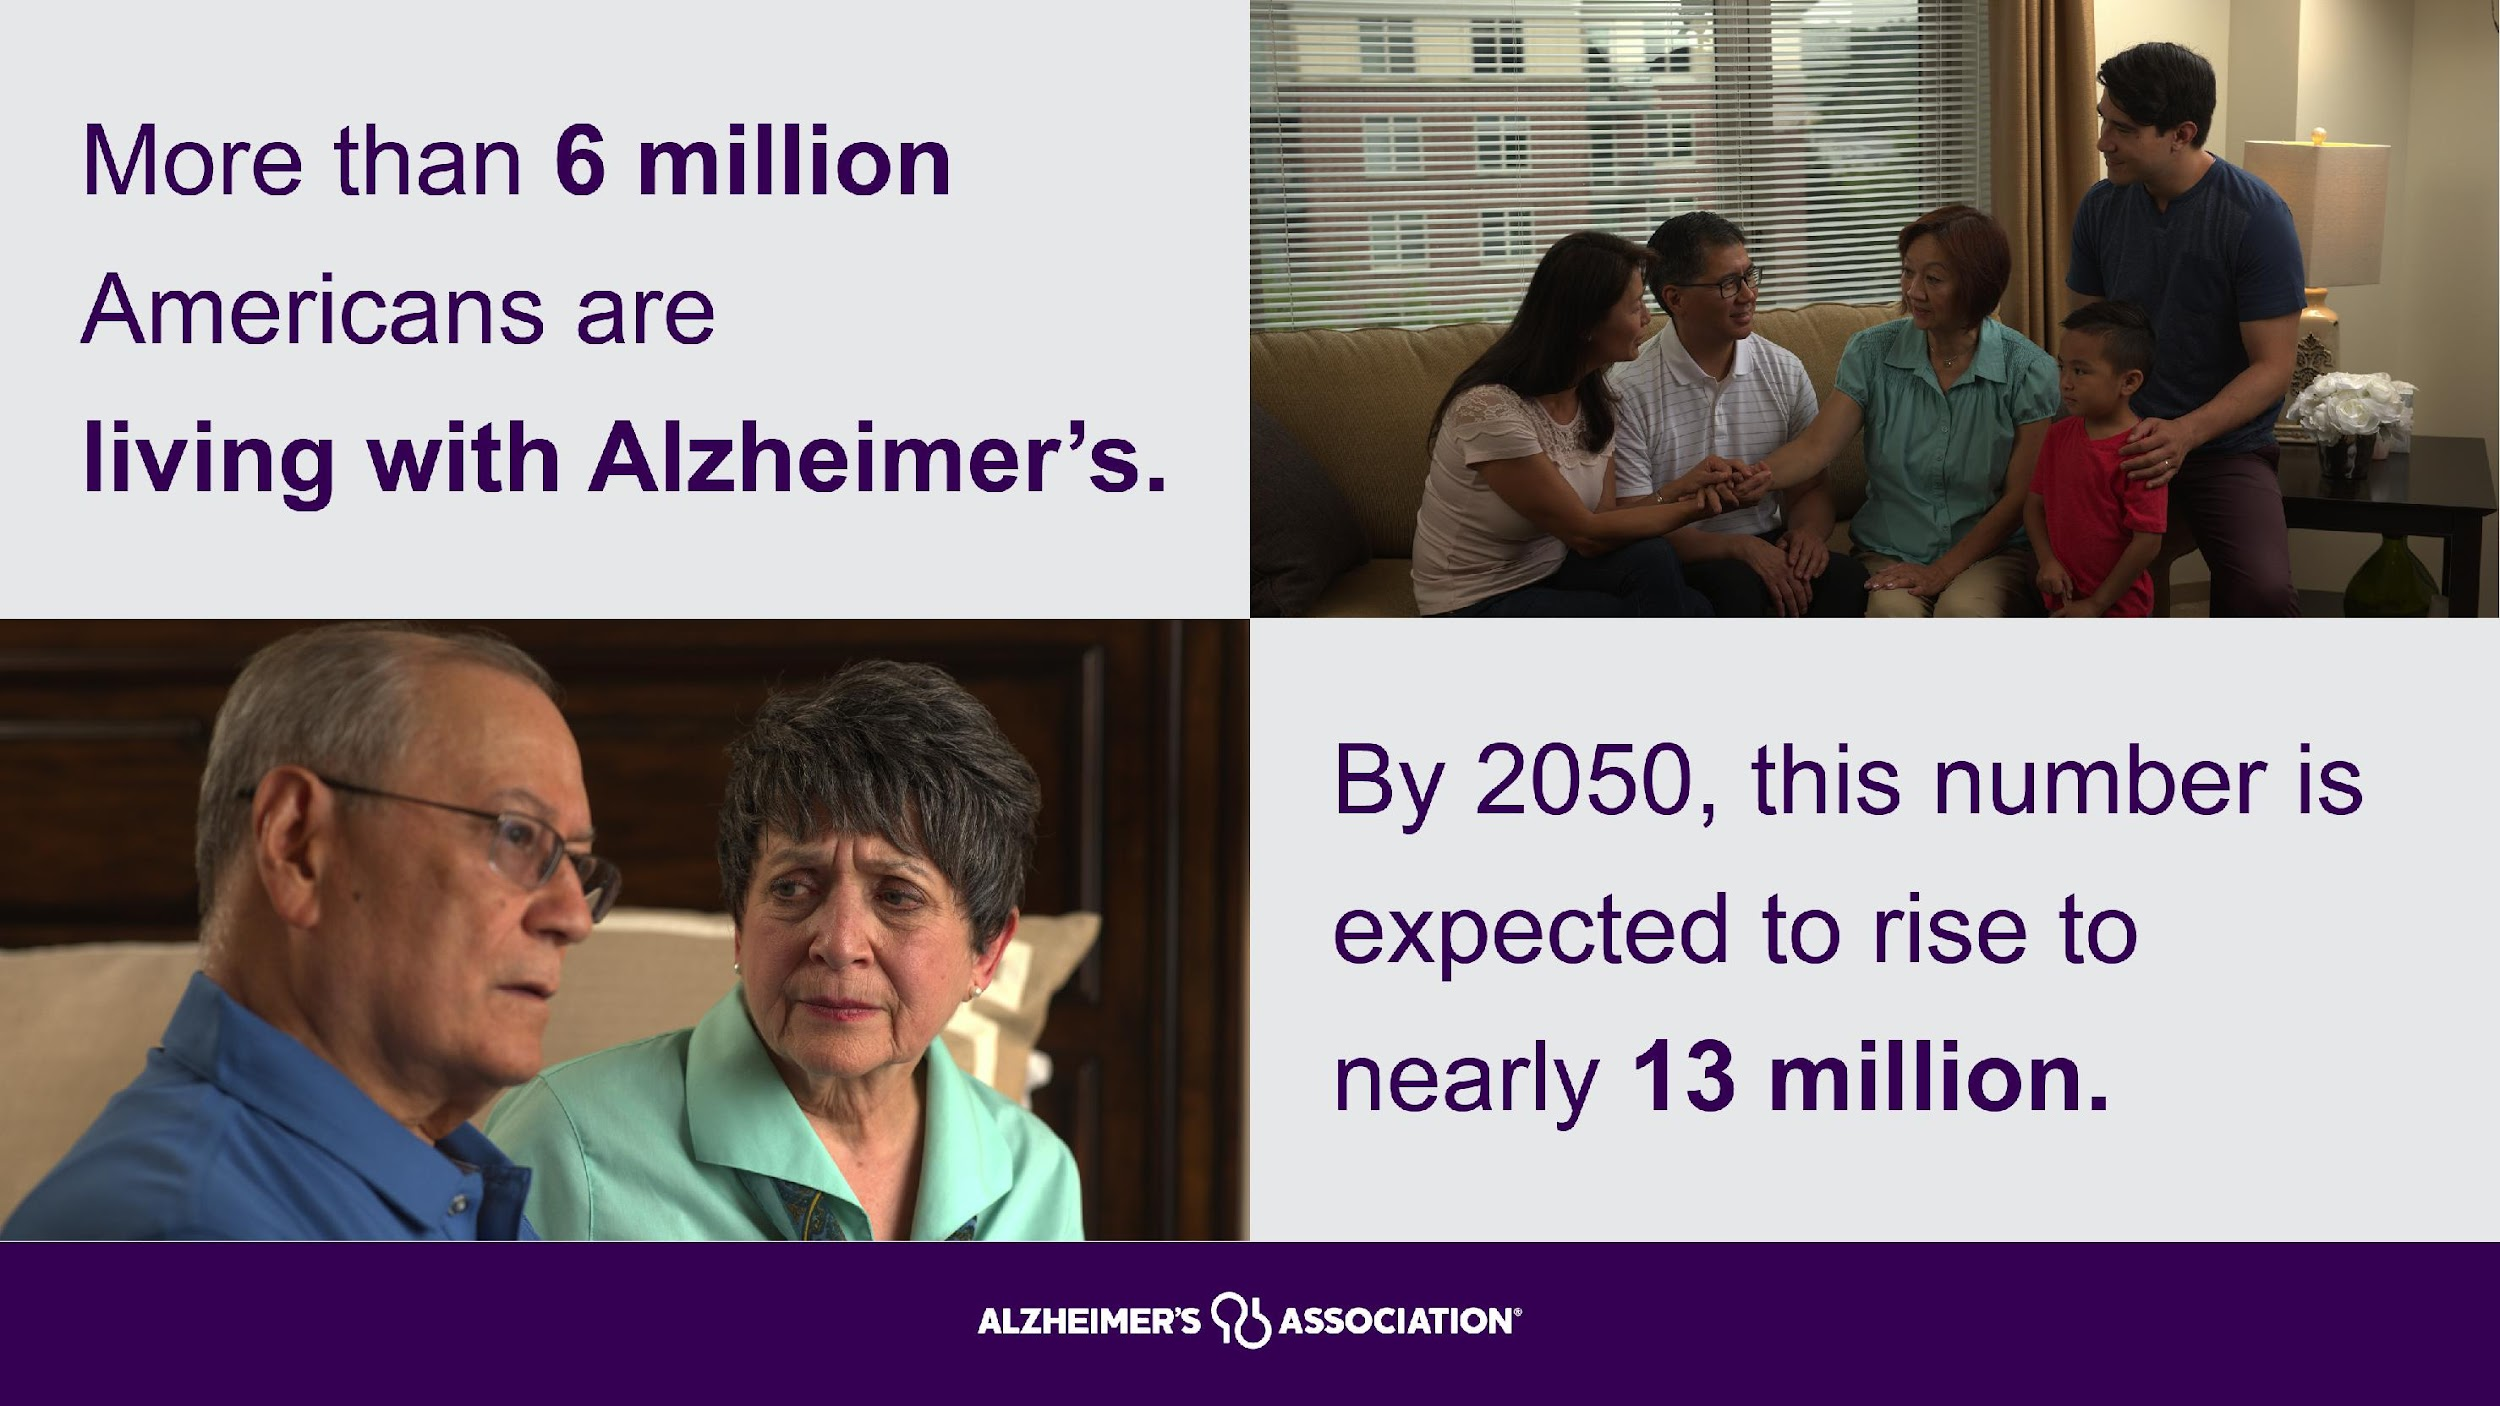 More than 6 million
Americans are
living with Alzheimer’s.
By 2050, this number is
expected to rise to
nearly 13 million.
ALZHEIMER’S ASSOCIATION®